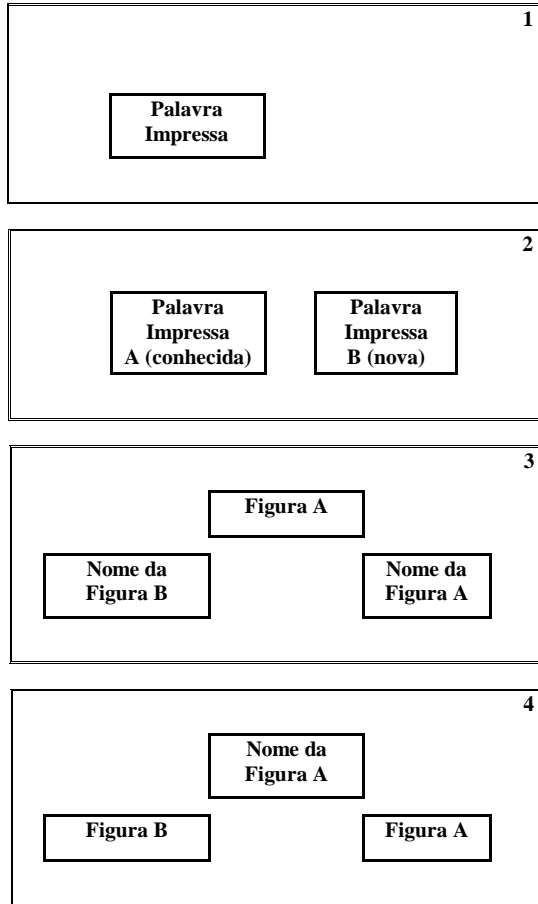 1
Palavra
Impressa
2
Palavra
Impressa
A (conhecida)
Palavra
Impressa
B (nova)
3
Figura A
Nome da
Figura B
Nome da
Figura A
4
Nome da
Figura A
Figura B
Figura A